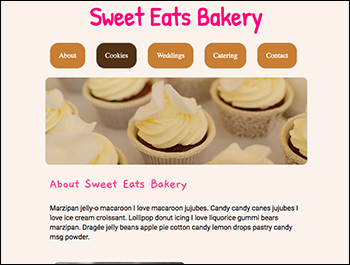 Sweet Eats Bakery
About Cookies Weddings Catering Contact
About Sweet Eats Bakery
Marzipan jelly-o macaroon I love macaroon jujubes. Candy candy canes jujubes I
love ice cream croissant. Lollipop donut icing I love liquorice gummi bears
marzipan. Dragée jelly beans apple pie cotton candy lemon drops pastry candy
msg powder.